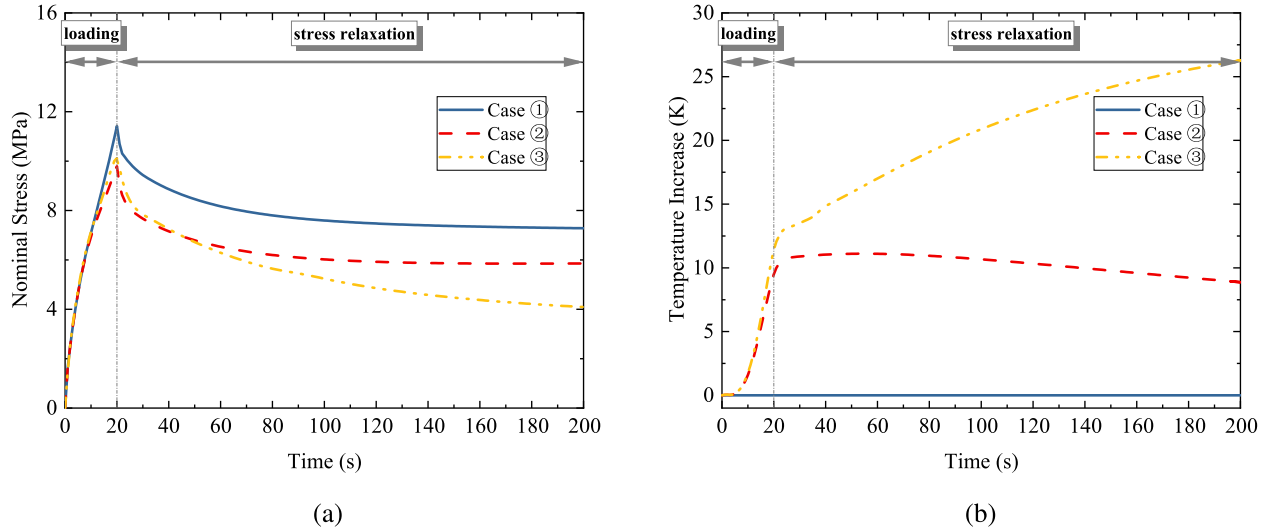 loading
stress relaxation
16
12
8
4
0
Nominal Stress (MPa)
Case ①
Case ②
Case ③
0 20 40 60 80 100 120 140 160 180 200
Time (s)
(a)
loading
stress relaxation
30
25
20
15
10
5
0
Temperature Increase (K)
Case ①
Case ②
Case ③
0 20 40 60 80 100 120 140 160 180 200
Time (s)
(b)